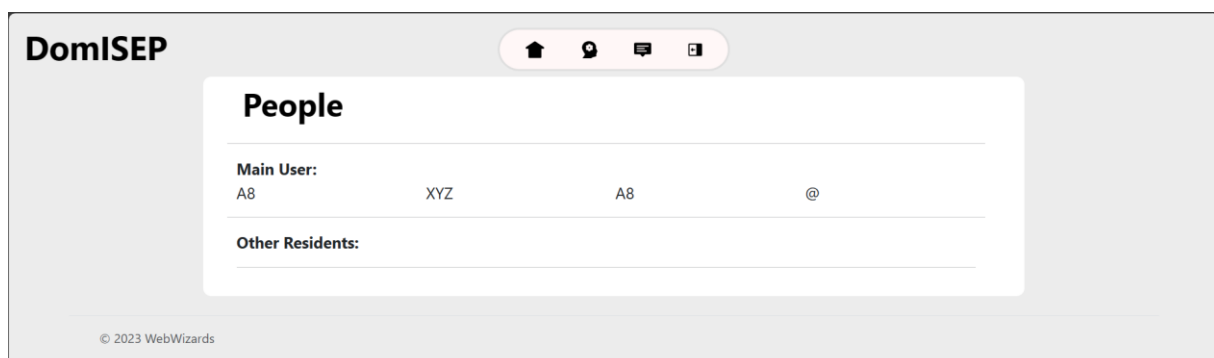 DomISEP
People
Main User:
A8 XYZ A8 @
Other Residents:
© 2023 WebWizards